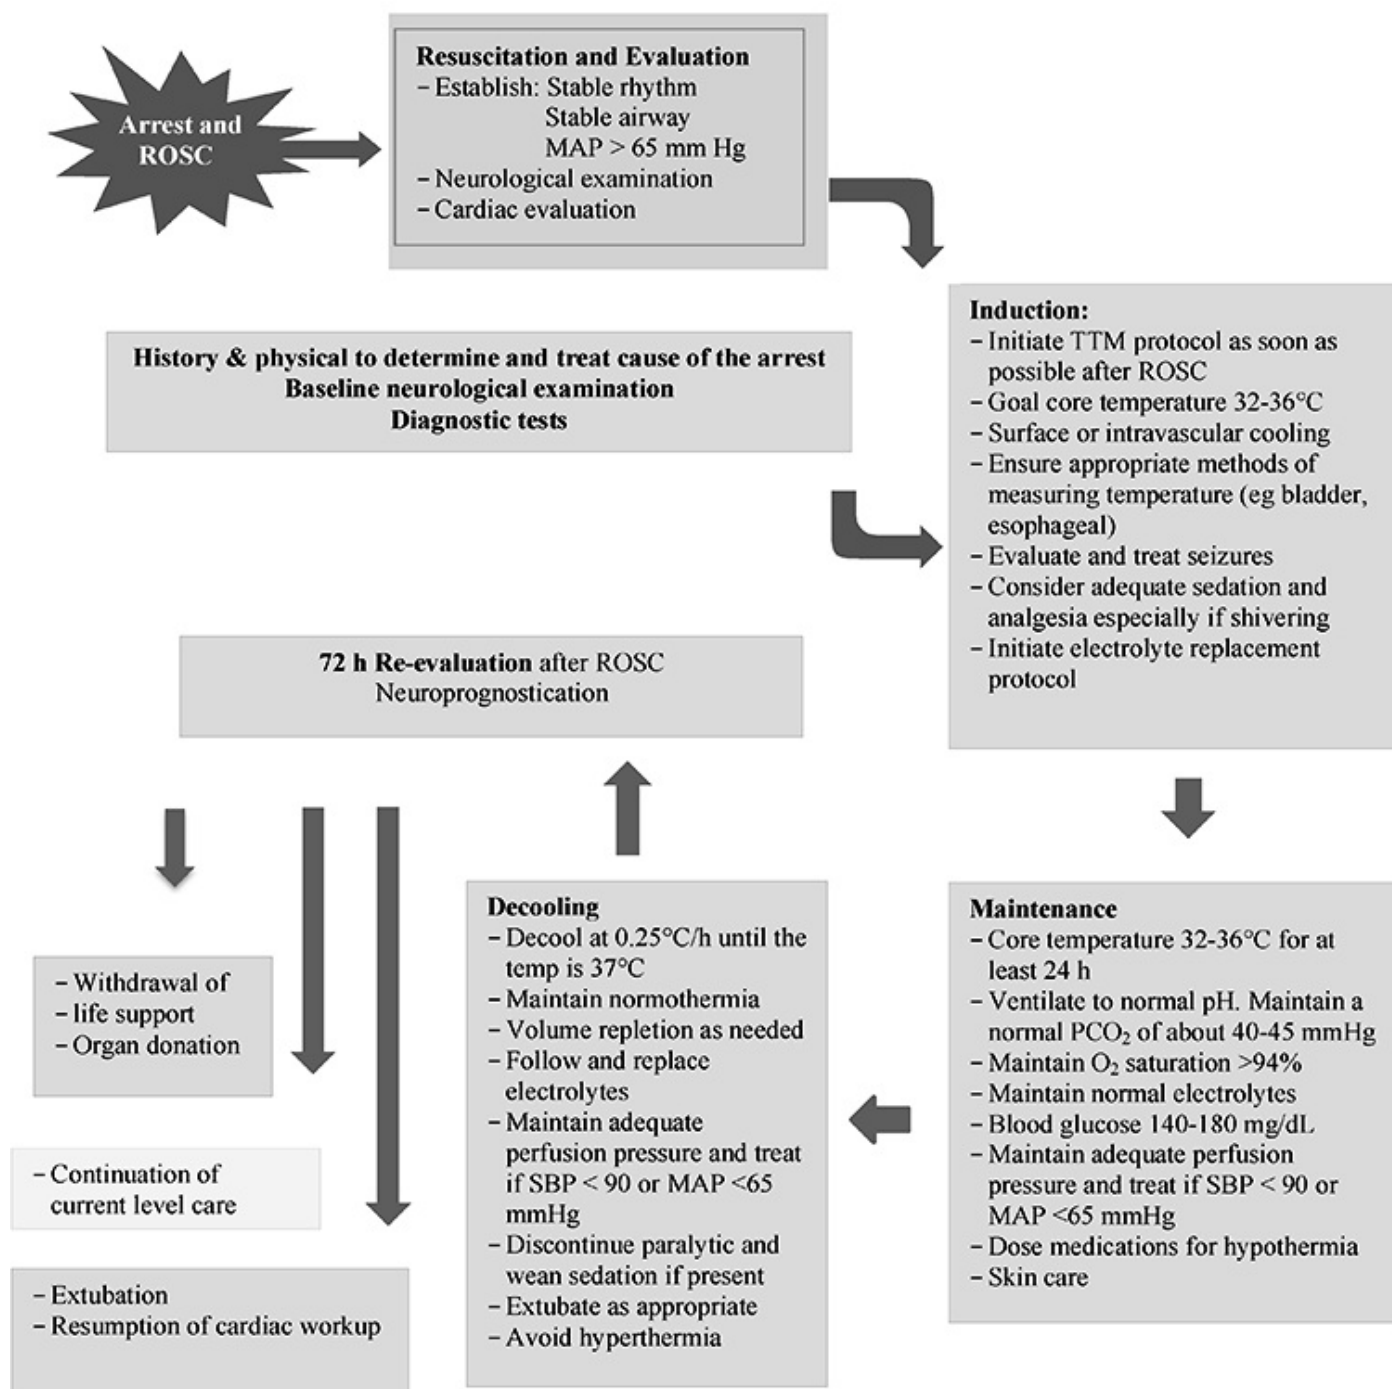 Arrest and
ROSC
Resuscitation and Evaluation
– Establish: Stable rhythm
Stable airway
MAP > 65 mm Hg
– Neurological examination
– Cardiac evaluation
History & physical to determine and treat cause of the arrest
Baseline neurological examination
Diagnostic tests
Induction:
– Initiate TTM protocol as soon as
possible after ROSC
– Goal core temperature 32-36°C
– Surface or intravascular cooling
– Ensure appropriate methods of
measuring temperature (eg bladder,
esophageal)
– Evaluate and treat seizures
– Consider adequate sedation and
analgesia especially if shivering
– Initiate electrolyte replacement
protocol
Maintenance
– Core temperature 32-36°C for at
least 24 h
– Ventilate to normal pH. Maintain a
normal PCO₂ of about 40-45 mmHg
– Maintain O₂ saturation >94%
– Maintain normal electrolytes
– Blood glucose 140-180 mg/dL
– Maintain adequate perfusion
pressure and treat if SBP < 90 or
MAP <65 mmHg
– Dose medications for hypothermia
– Skin care
Decooling
– Decool at 0.25°C/h until the
temp is 37°C
– Maintain normothermia
– Volume repletion as needed
– Follow and replace
electrolytes
– Maintain adequate
perfusion pressure and treat
if SBP < 90 or MAP <65
mmHg
– Discontinue paralytic and
wean sedation if present
– Extubate as appropriate
– Avoid hyperthermia
72 h Re-evaluation after ROSC
Neuroprognostication
– Withdrawal of
– life support
– Organ donation
– Continuation of
current level care
– Extubation
– Resumption of cardiac workup